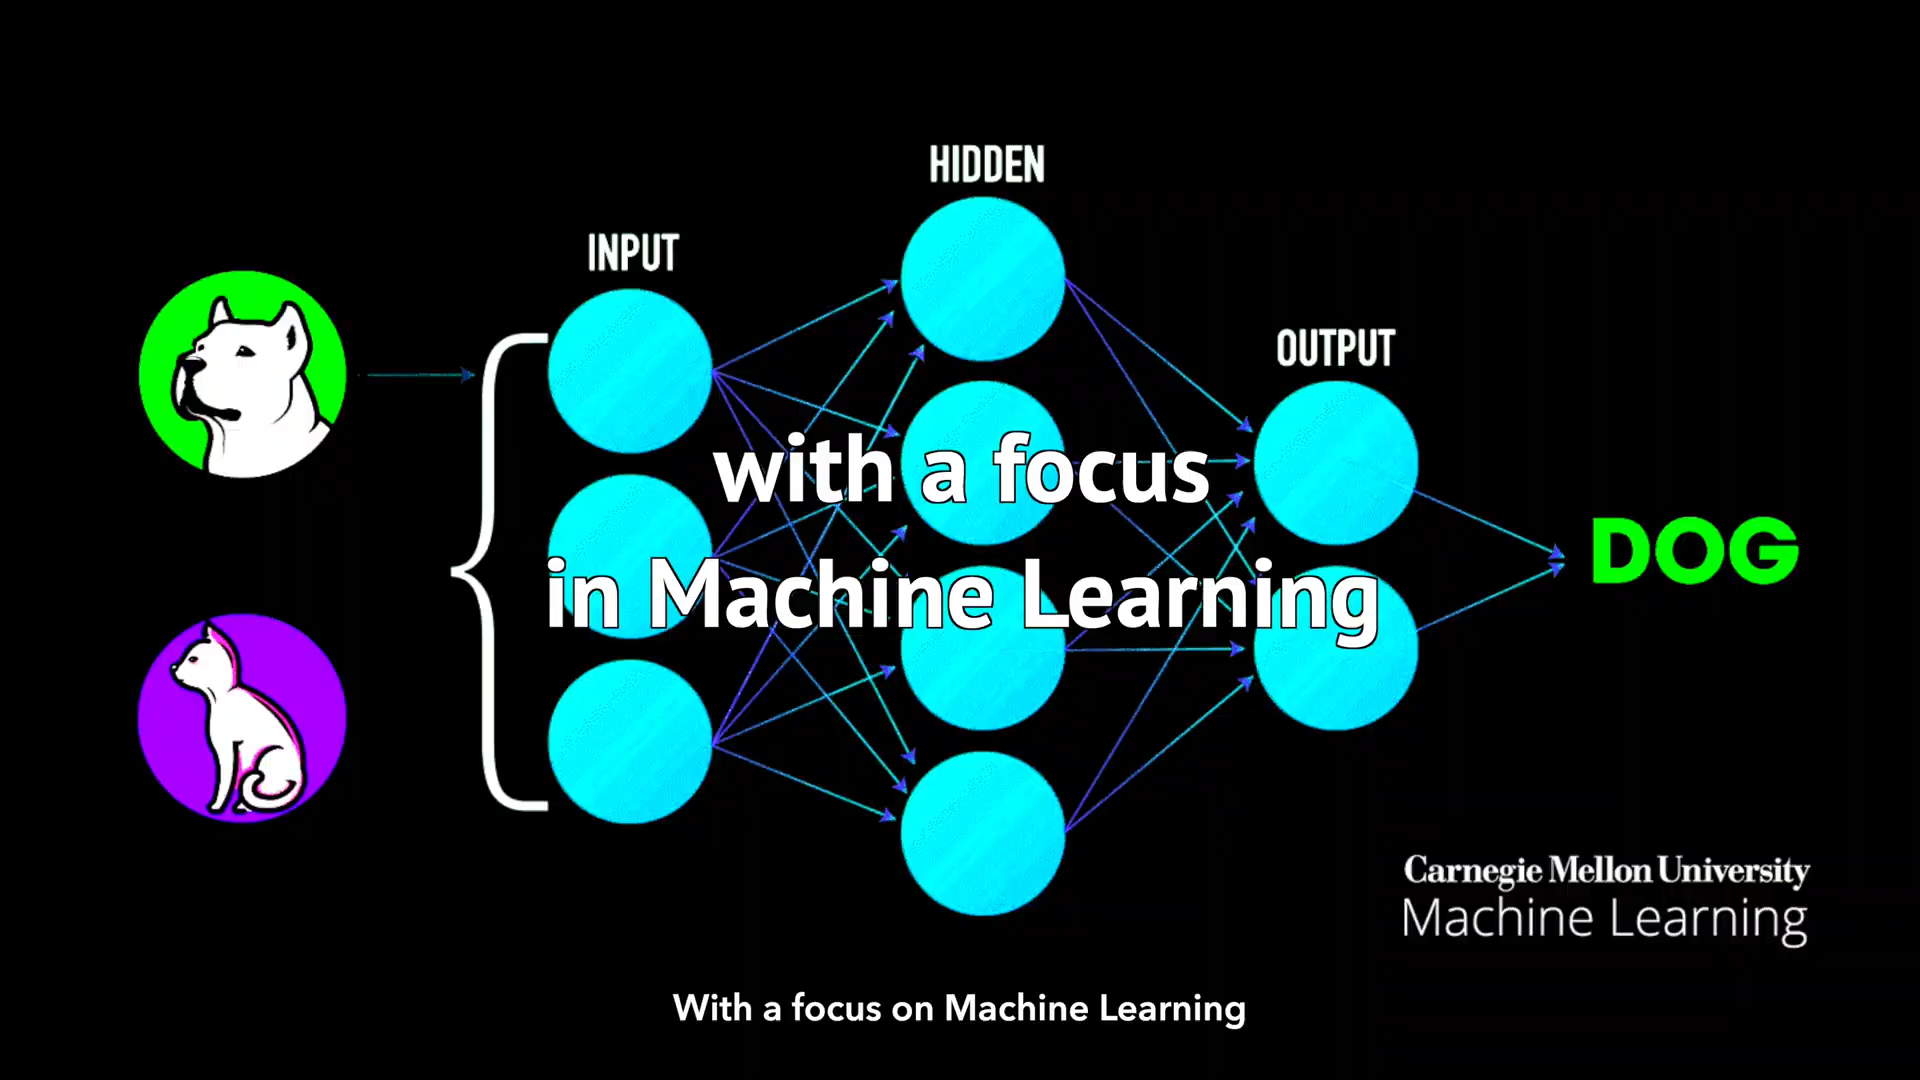 HIDDEN
INPUT
OUTPUT
with a focus
in Machine Learning
DOG
Carnegie Mellon University
Machine Learning
With a focus on Machine Learning